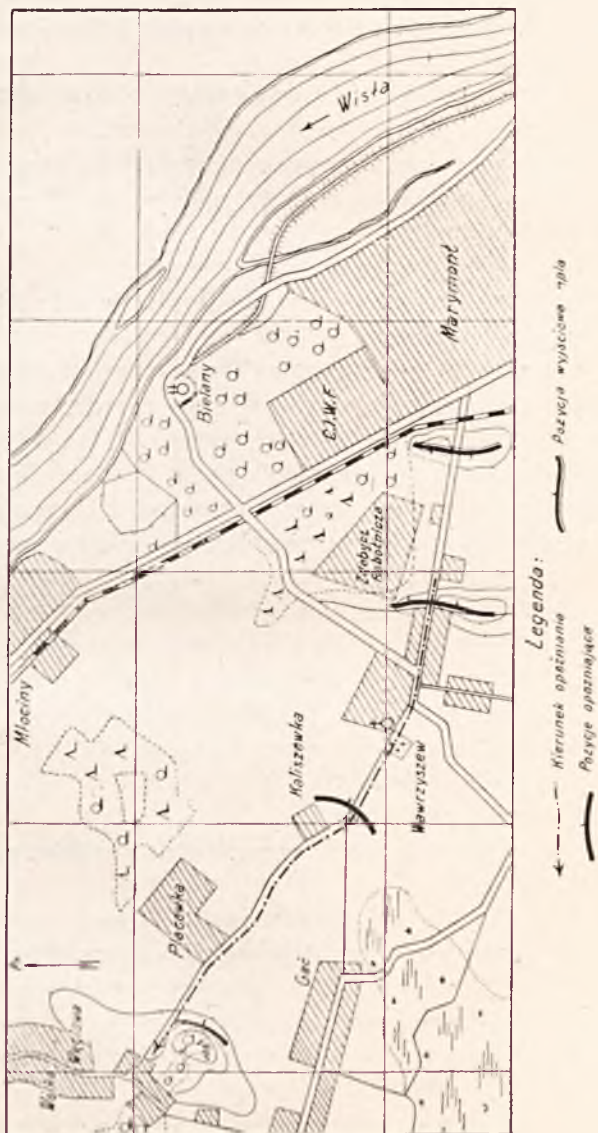 Wisła
Marymont
Bielany
C.I.W.F.
Zdobycz
Robotnicza
Młociny
Kaliszewka
Wawrzyszew
Placówka
Gać
Wólka
Węglowa
Legenda:
Kierunek opóźniania
Pozycja wyjściowa npla
Pozycje opóźniające